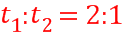 t₁:t₂ = 2:1